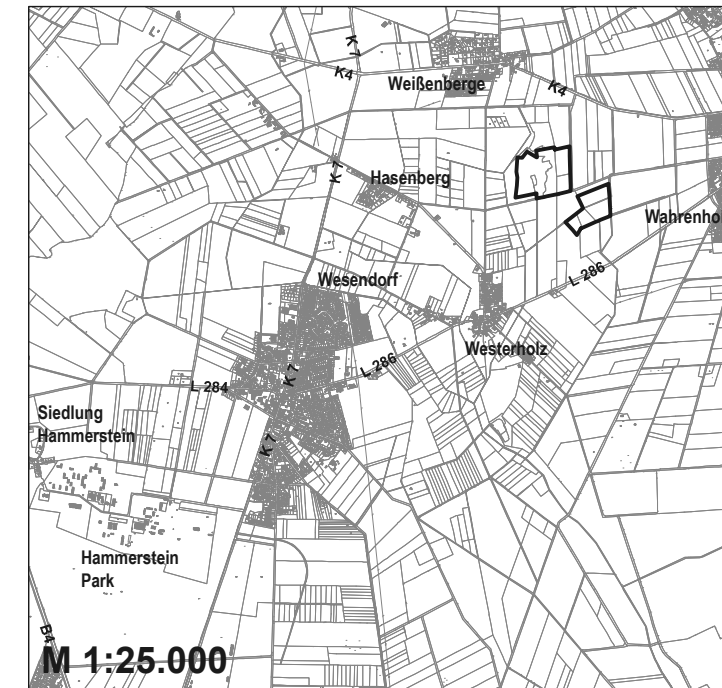 K 7
K4
Weißenberge
K4
K 7
Hasenberg
Wahrenho
Wesendorf
L 286
Westerholz
L 286
K 7
L 284
Siedlung
Hammerstein
K 7
Hammerstein
Park
B4
M 1:25.000